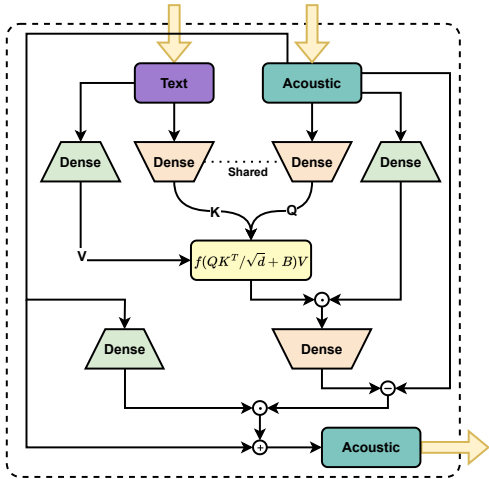 Text
Acoustic
Dense
Dense
Dense
Dense
Shared
K
Q
V
f(QK^T/√d + B)V
Dense
Dense
Acoustic